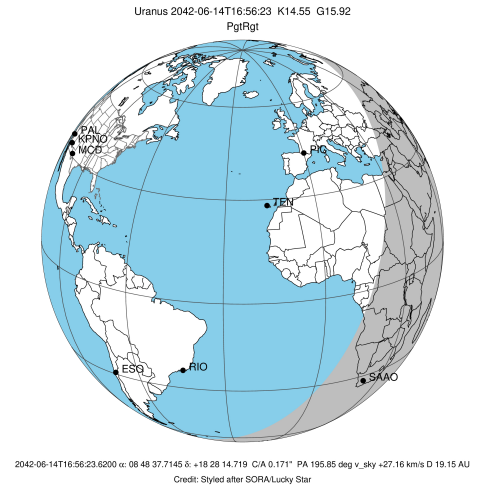 Uranus 2042-06-14T16:56:23 K14.55 G15.92
PgtRgt
PAL
KPNO
MCD
PIC
TEN
ESO
RIO
SAAO
2042-06-14T16:56:23.6200 α: 08 48 37.7145 δ: +18 28 14.719 C/A 0.171" PA 195.85 deg v_sky +27.16 km/s D 19.15 AU
Credit: Styled after SORA/Lucky Star